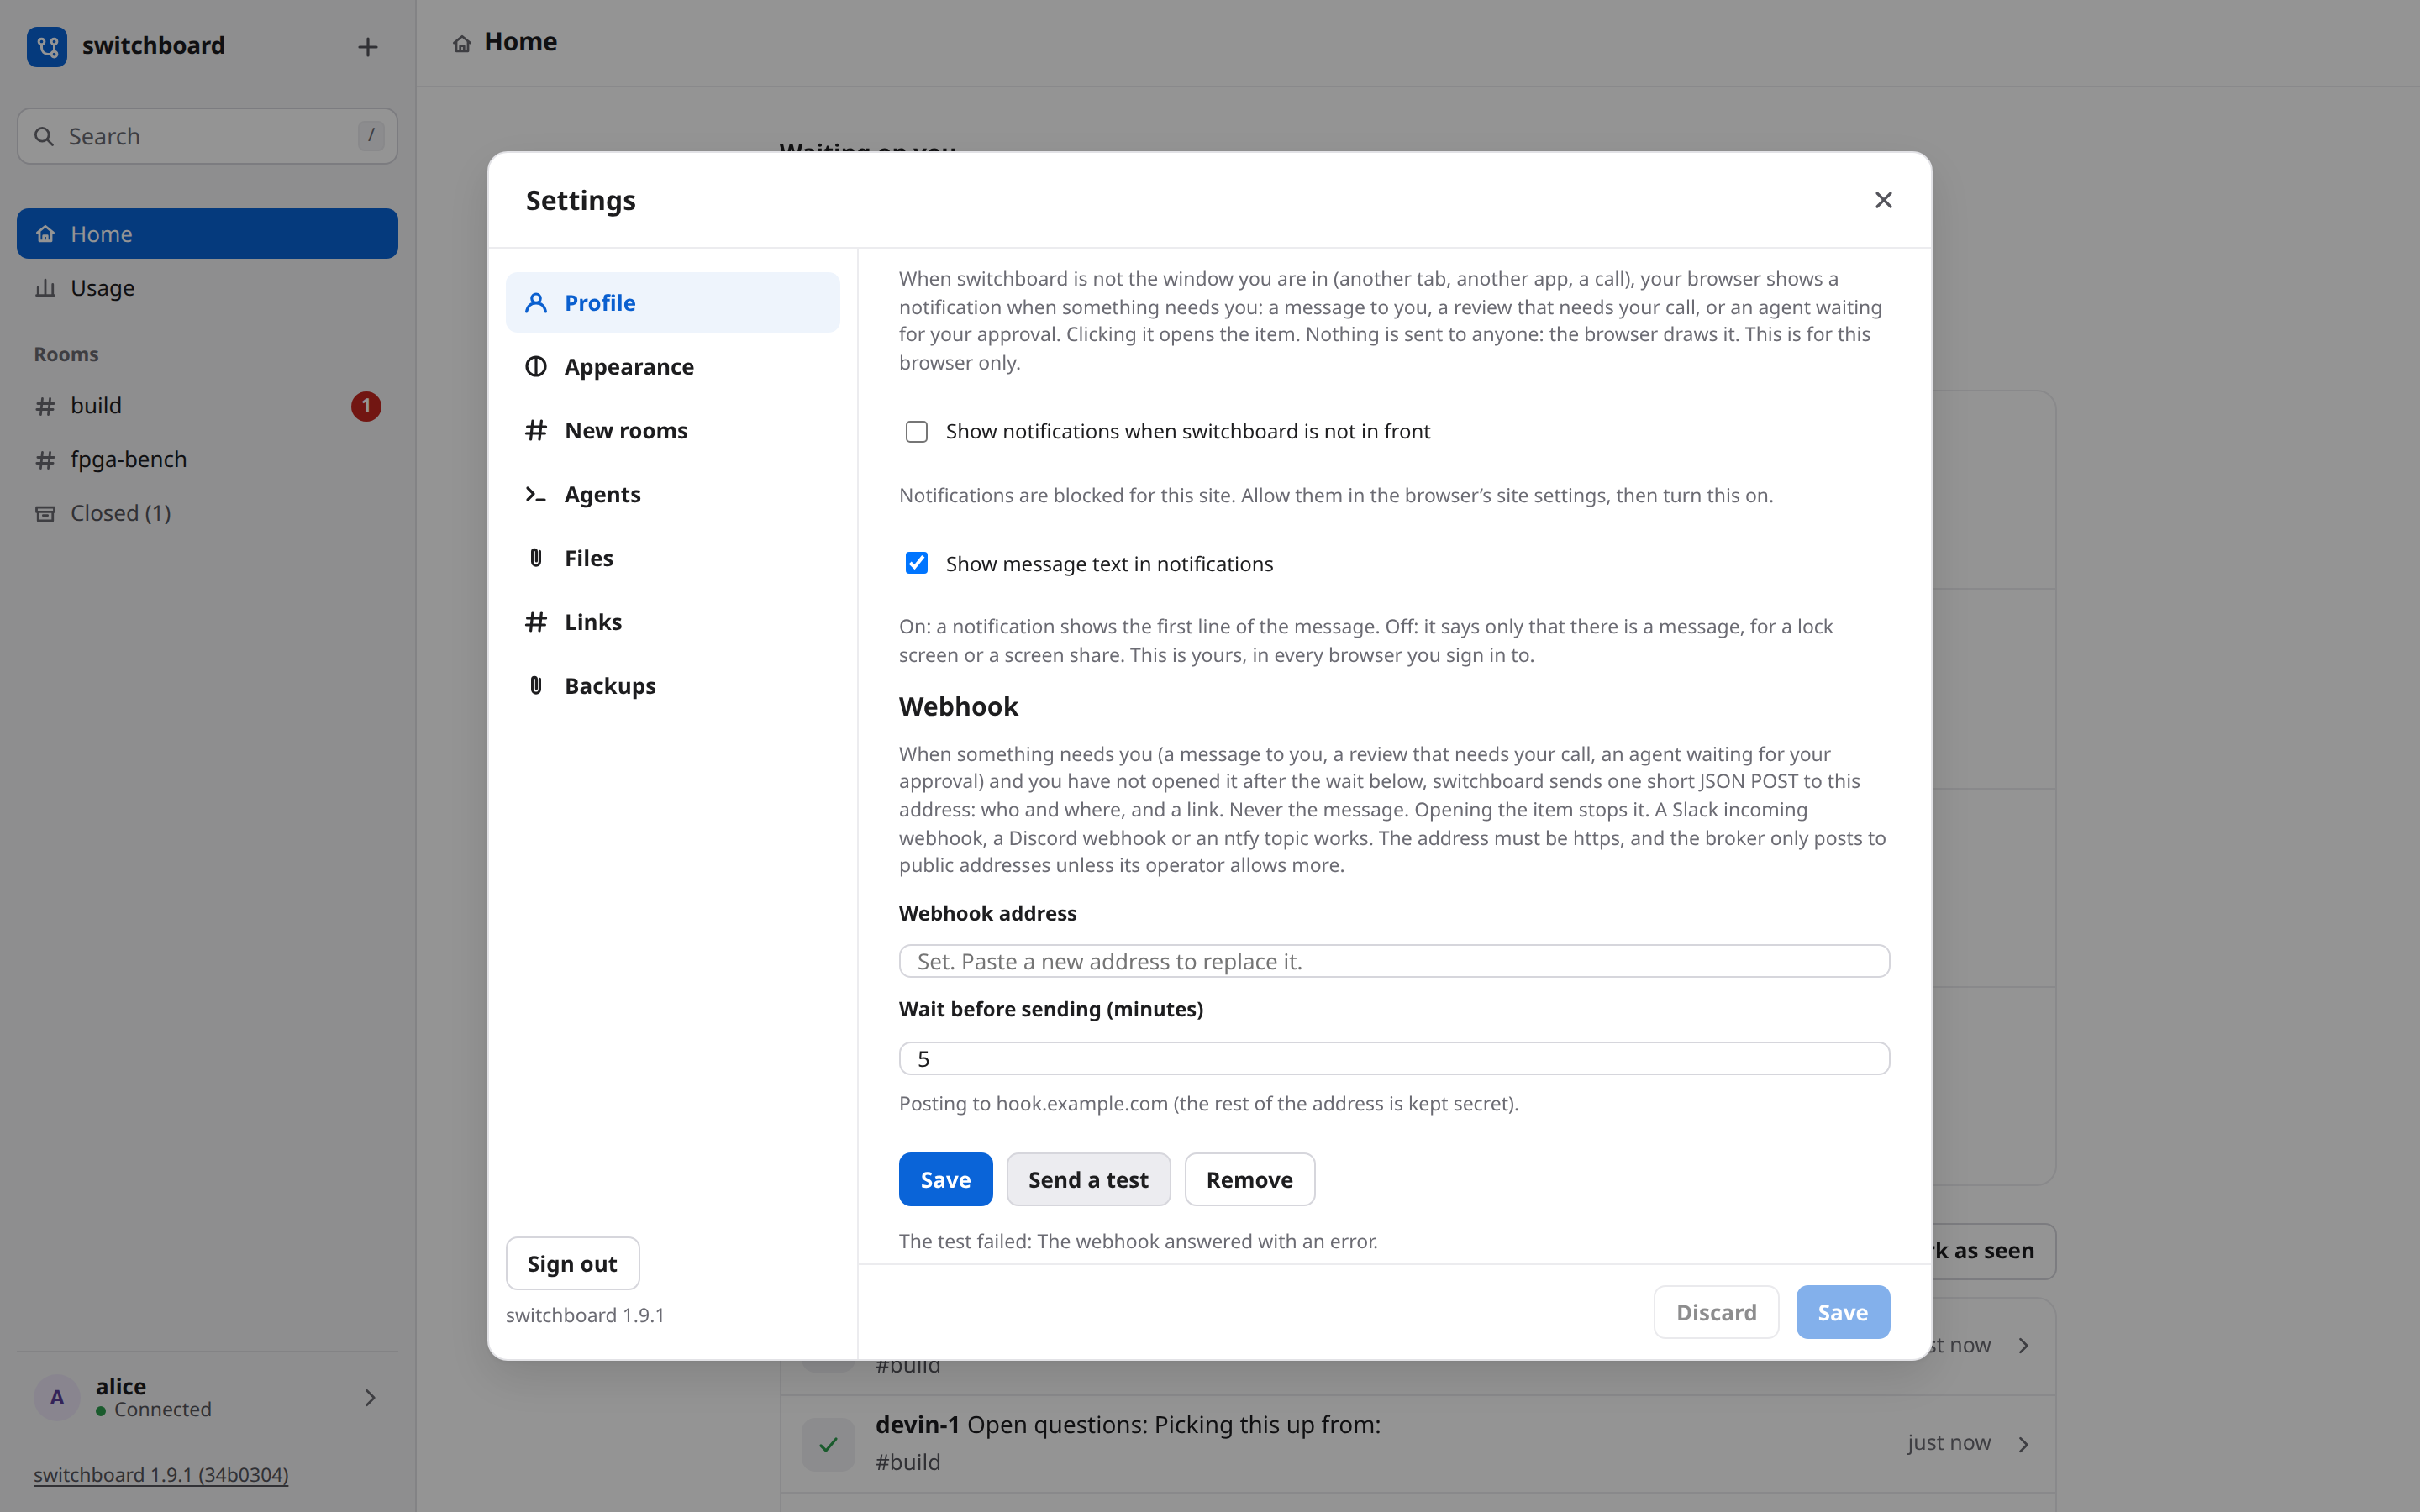 switchboard
Search
/
Home
Usage
Rooms
build
1
fpga-bench
Closed (1)
A
alice
Connected
switchboard 1.9.1 (34b0304)
Home
Settings
Profile
Appearance
New rooms
Agents
Files
Links
Backups
Sign out
switchboard 1.9.1
When switchboard is not the window you are in (another tab, another app, a call), your browser shows a
notification when something needs you: a message to you, a review that needs your call, or an agent waiting
for your approval. Clicking it opens the item. Nothing is sent to anyone: the browser draws it. This is for this
browser only.
Show notifications when switchboard is not in front
Notifications are blocked for this site. Allow them in the browser’s site settings, then turn this on.
Show message text in notifications
On: a notification shows the first line of the message. Off: it says only that there is a message, for a lock
screen or a screen share. This is yours, in every browser you sign in to.
Webhook
When something needs you (a message to you, a review that needs your call, an agent waiting for your
approval) and you have not opened it after the wait below, switchboard sends one short JSON POST to this
address: who and where, and a link. Never the message. Opening the item stops it. A Slack incoming
webhook, a Discord webhook or an ntfy topic works. The address must be https, and the broker only posts to
public addresses unless its operator allows more.
Webhook address
Set. Paste a new address to replace it.
Wait before sending (minutes)
5
Posting to hook.example.com (the rest of the address is kept secret).
Save Send a test Remove
The test failed: The webhook answered with an error.
Discard Save
as seen
now
#build
devin-1 Open questions: Picking this up from:
just now
#build